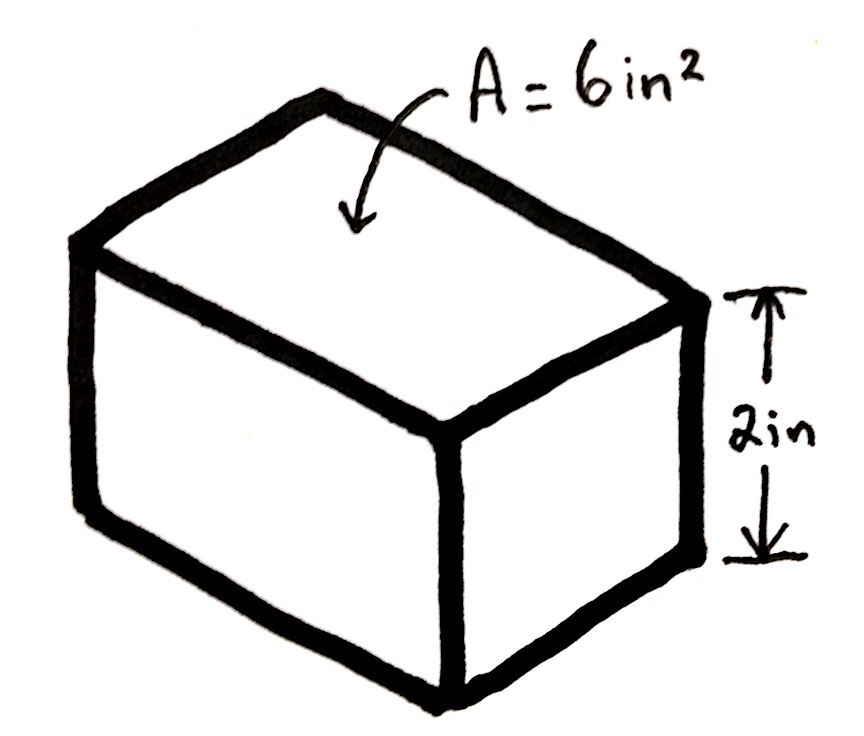 A = 6in²
2in